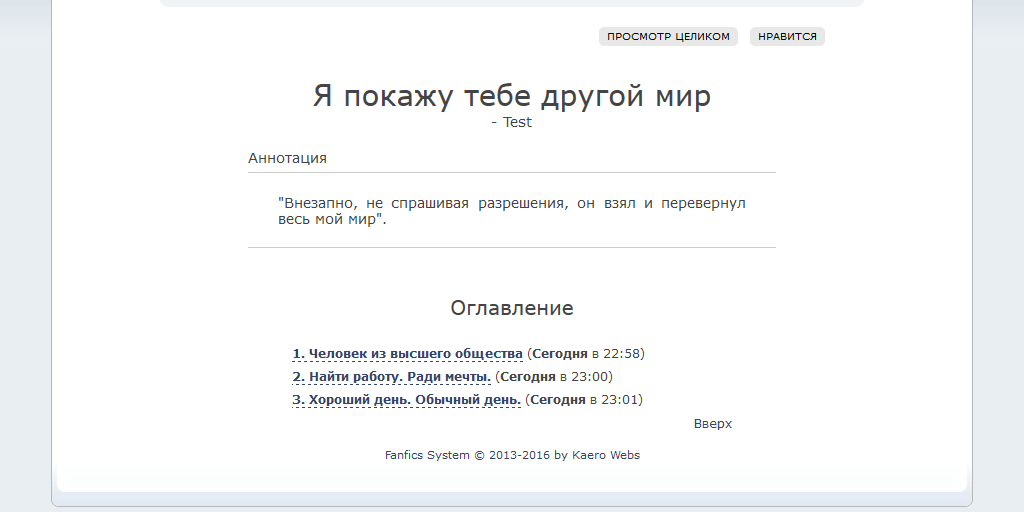 ПРОСМОТР ЦЕЛИКОМ НРАВИТСЯ
Я покажу тебе другой мир
- Test
Аннотация
"Внезапно, не спрашивая разрешения, он взял и перевернул
весь мой мир".
Оглавление
1. Человек из высшего общества (Сегодня в 22:58)
2. Найти работу. Ради мечты. (Сегодня в 23:00)
3. Хороший день. Обычный день. (Сегодня в 23:01)
Вверх
Fanfics System © 2013-2016 by Kaero Webs